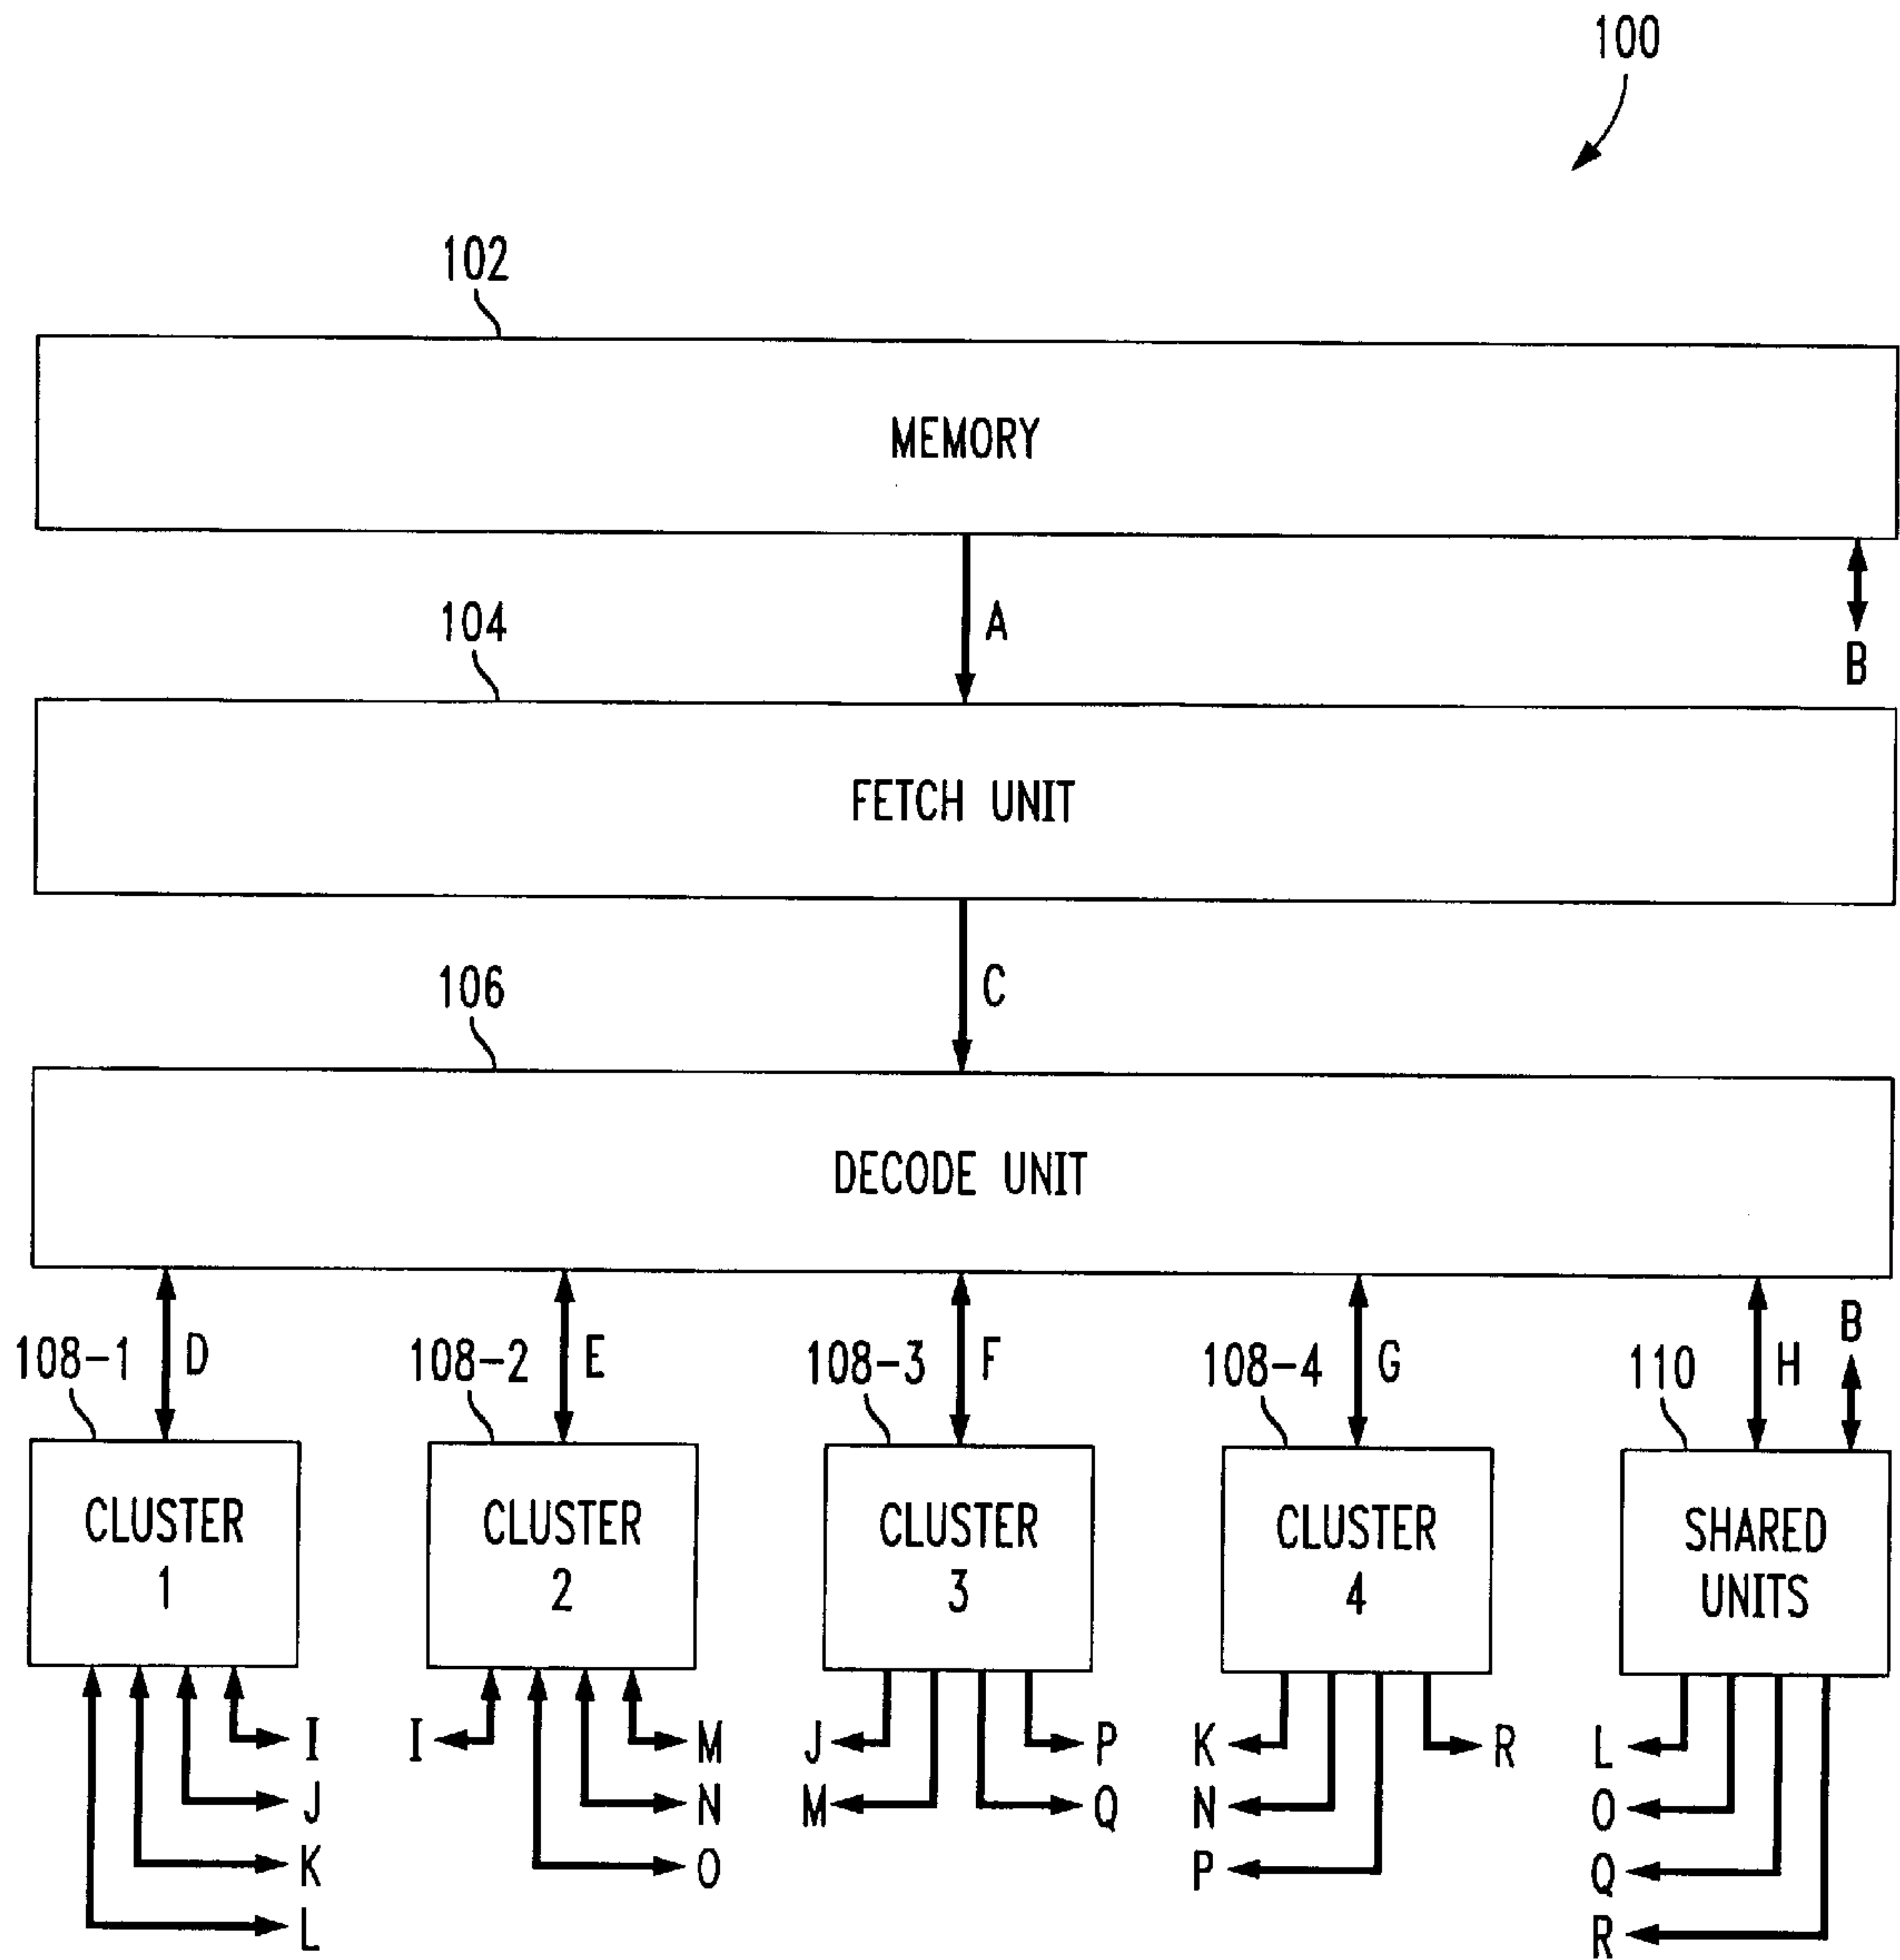 100
102
MEMORY
A
B
104
FETCH UNIT
C
106
DECODE UNIT
108-1
D
108-2
E
108-3
F
108-4
G
110
H
B
CLUSTER
1
CLUSTER
2
CLUSTER
3
CLUSTER
4
SHARED
UNITS
I
J
K
L
I
M
N
O
J
M
P
Q
K
N
P
R
L
O
Q
R